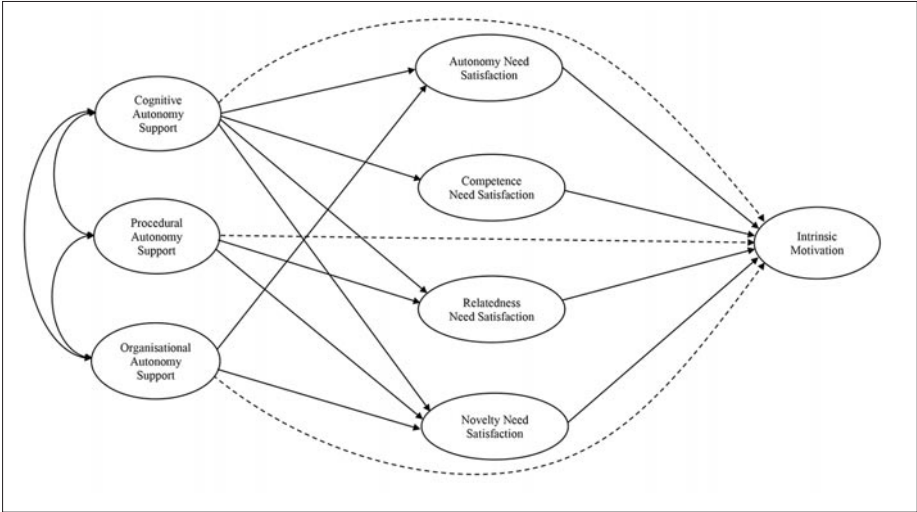 Cognitive
Autonomy
Support
Procedural
Autonomy
Support
Organisational
Autonomy
Support
Autonomy Need
Satisfaction
Competence
Need Satisfaction
Relatedness
Need Satisfaction
Novelty Need
Satisfaction
Intrinsic
Motivation